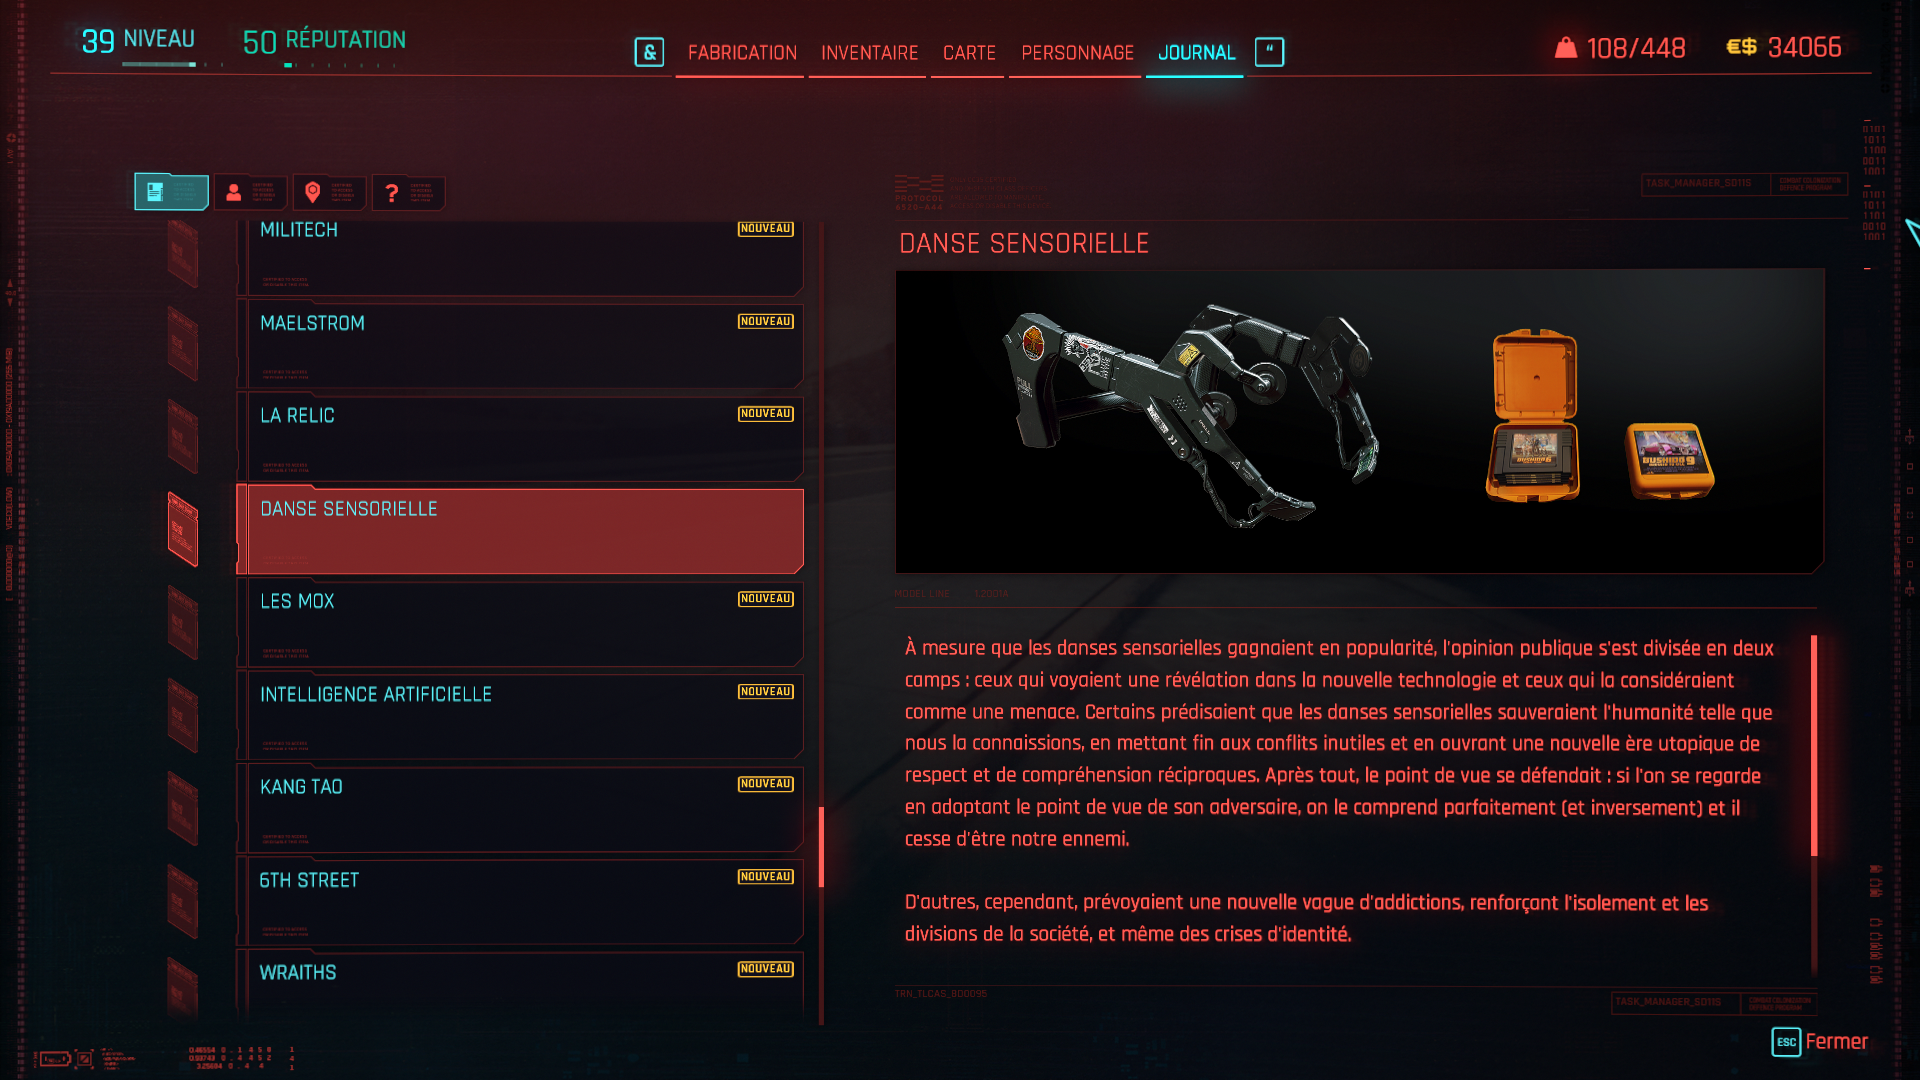 39 NIVEAU
50 RÉPUTATION
& FABRICATION INVENTAIRE CARTE PERSONNAGE JOURNAL “
108/448
€$ 34066
?
TASK_MANAGER_SD11S
MILITECH NOUVEAU
MAELSTROM NOUVEAU
LA RELIC NOUVEAU
DANSE SENSORIELLE
LES MOX NOUVEAU
INTELLIGENCE ARTIFICIELLE NOUVEAU
KANG TAO NOUVEAU
6TH STREET NOUVEAU
WRAITHS NOUVEAU
DANSE SENSORIELLE
MODEL LINE
À mesure que les danses sensorielles gagnaient en popularité, l'opinion publique s'est divisée en deux
camps : ceux qui voyaient une révélation dans la nouvelle technologie et ceux qui la considéraient
comme une menace. Certains prédisaient que les danses sensorielles sauveraient l'humanité telle que
nous la connaissions, en mettant fin aux conflits inutiles et en ouvrant une nouvelle ère utopique de
respect et de compréhension réciproques. Après tout, le point de vue se défendait : si l'on se regarde
en adoptant le point de vue de son adversaire, on le comprend parfaitement (et inversement) et il
cesse d'être notre ennemi.
D'autres, cependant, prévoyaient une nouvelle vague d'addictions, renforçant l'isolement et les
divisions de la société, et même des crises d'identité.
TRN_TLCAS_800095
TASK_MANAGER_SD11S
ESC Fermer